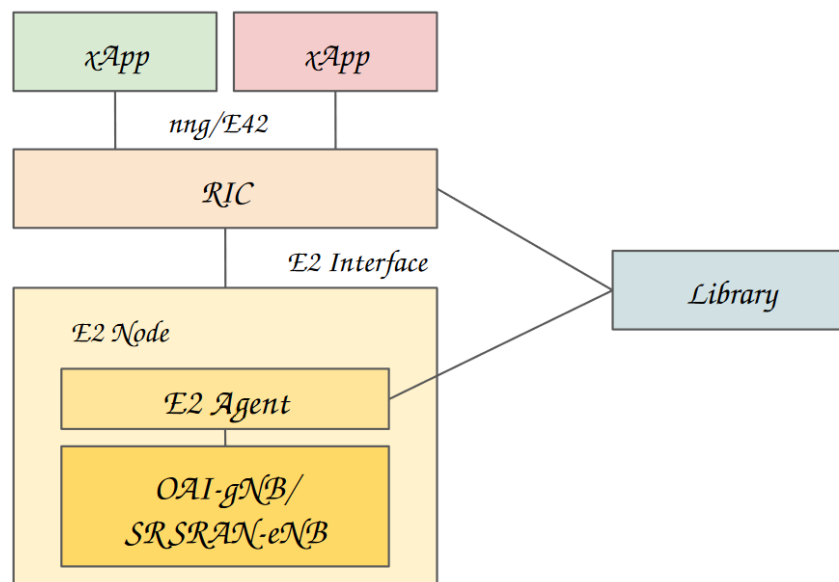 xApp
xApp
nng/E42
RIC
E2 Interface
Library
E2 Node
E2 Agent
OAI-gNB/
SRSRAN-eNB